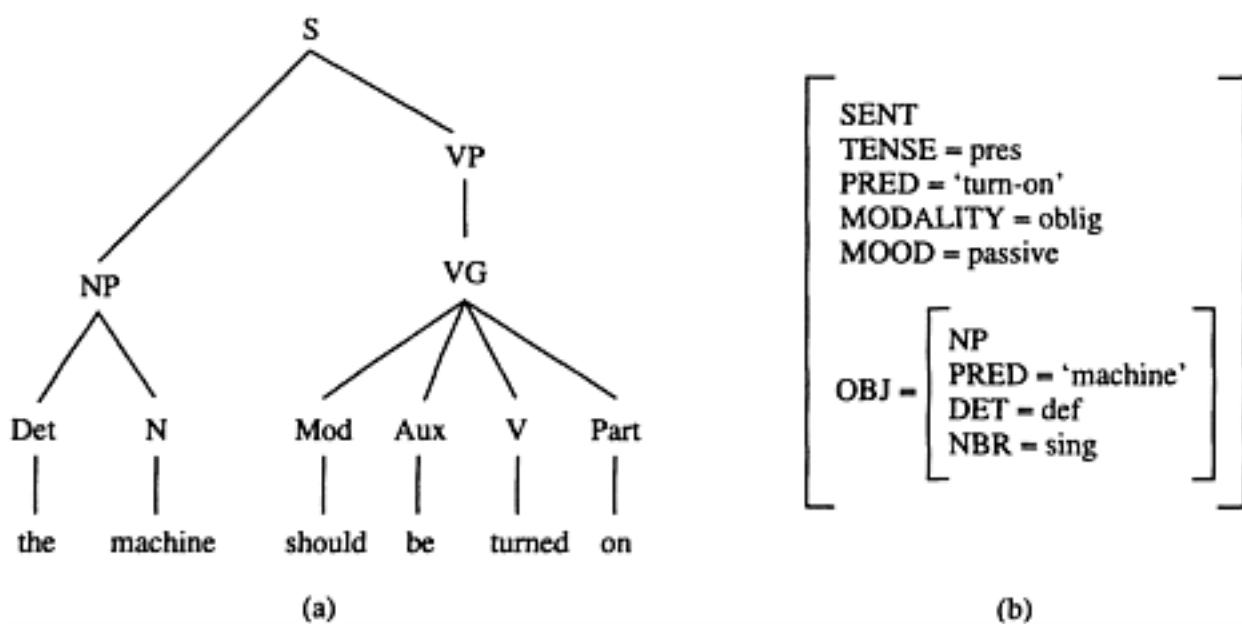 S
VP
NP
VG
Det N Mod Aux V Part
the machine should be turned on
(a)
SENT
TENSE = pres
PRED = ‘turn-on’
MODALITY = oblig
MOOD = passive
NP
PRED = ‘machine’
OBJ =
DET = def
NBR = sing
(b)